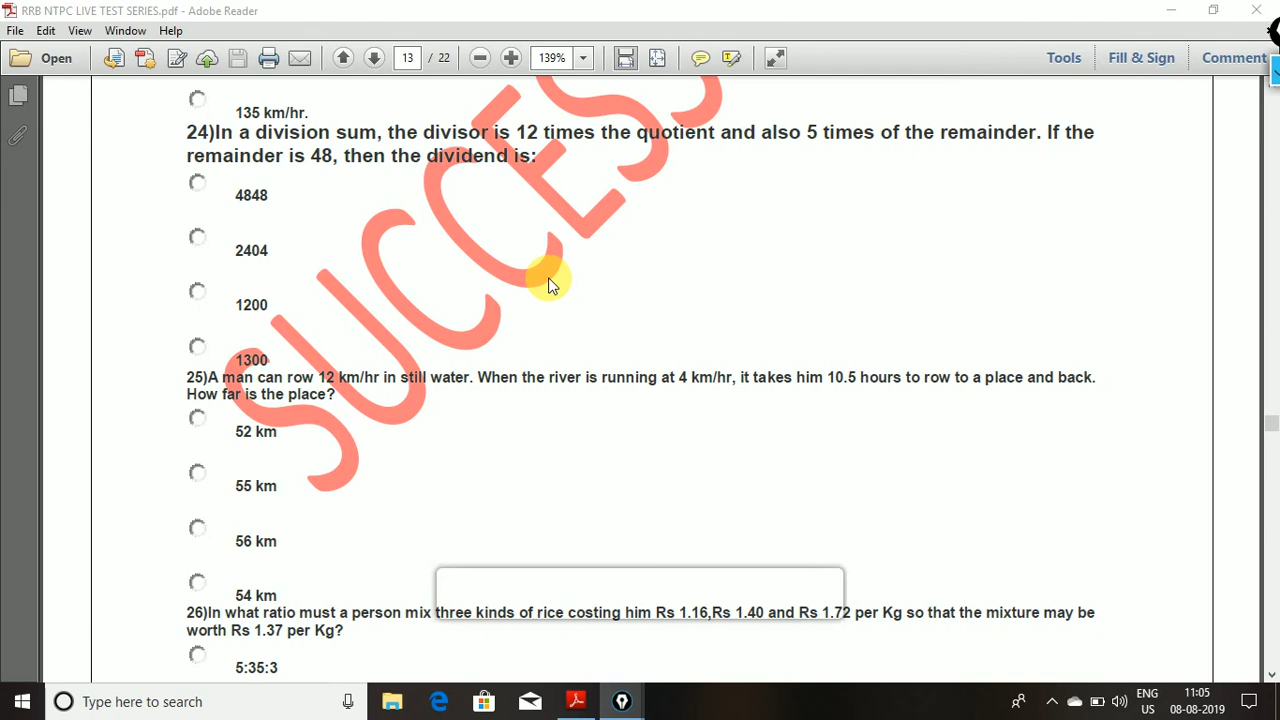 RRB NTPC LIVE TEST SERIES.pdf - Adobe Reader
File Edit View Window Help
Open 13 / 22 139% Tools Fill & Sign Comment
135 km/hr.
24)In a division sum, the divisor is 12 times the quotient and also 5 times of the remainder. If the
remainder is 48, then the dividend is:
4848
2404
1200
1300
25)A man can row 12 km/hr in still water. When the river is running at 4 km/hr, it takes him 10.5 hours to row to a place and back.
How far is the place?
52 km
55 km
56 km
54 km
26)In what ratio must a person mix three kinds of rice costing him Rs 1.16,Rs 1.40 and Rs 1.72 per Kg so that the mixture may be
worth Rs 1.37 per Kg?
5:35:3
SUCCESS
Type here to search
ENG 11:05
US 08-08-2019